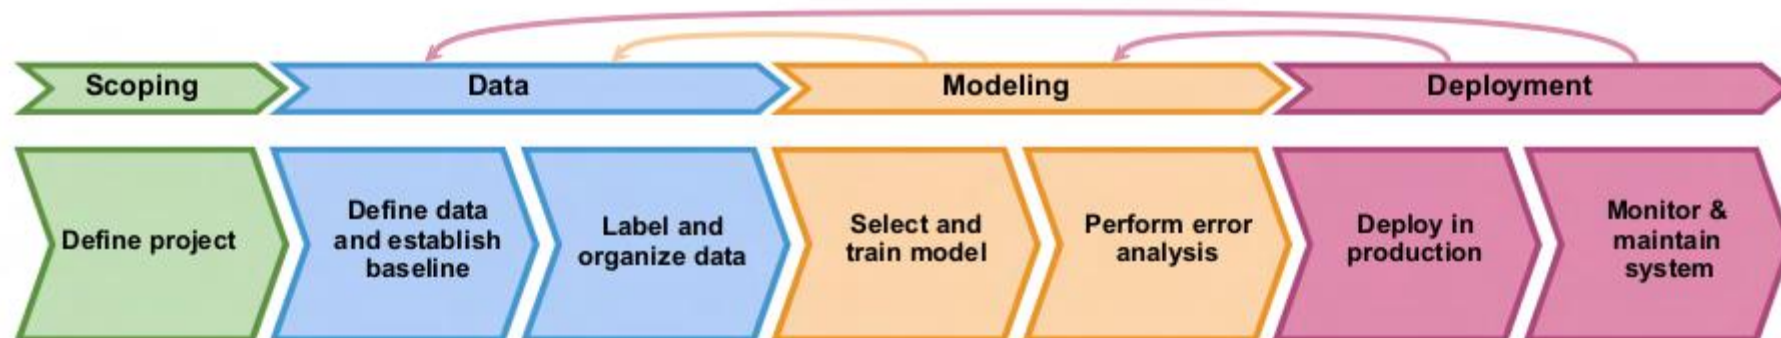 Scoping
Data
Modeling
Deployment
Define project
Define data
and establish
baseline
Label and
organize data
Select and
train model
Perform error
analysis
Deploy in
production
Monitor &
maintain
system